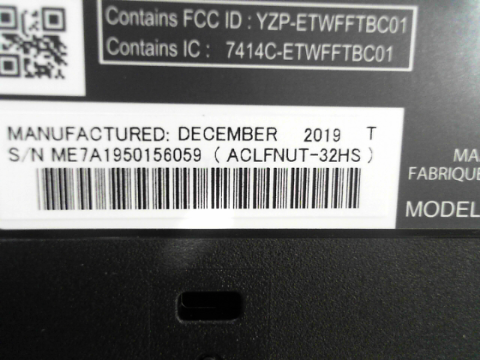 Contains FCC ID : YZP-ETWFFTBC01
Contains IC : 7414C-ETWFFTBC01
MANUFACTURED: DECEMBER 2019 T
S/N ME7A1950156059 ( ACLFNUT-32HS )
MA
FABRIQUE
MODEL